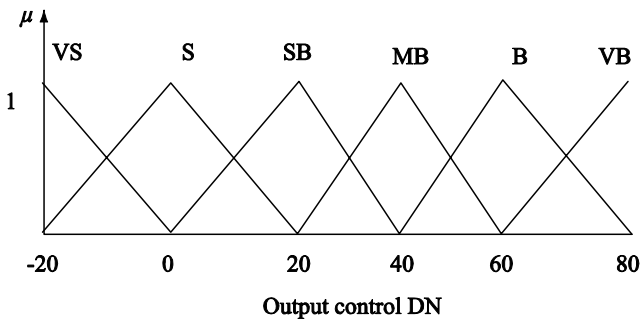 μ
VS S SB MB B VB
1
-20 0 20 40 60 80
Output control DN